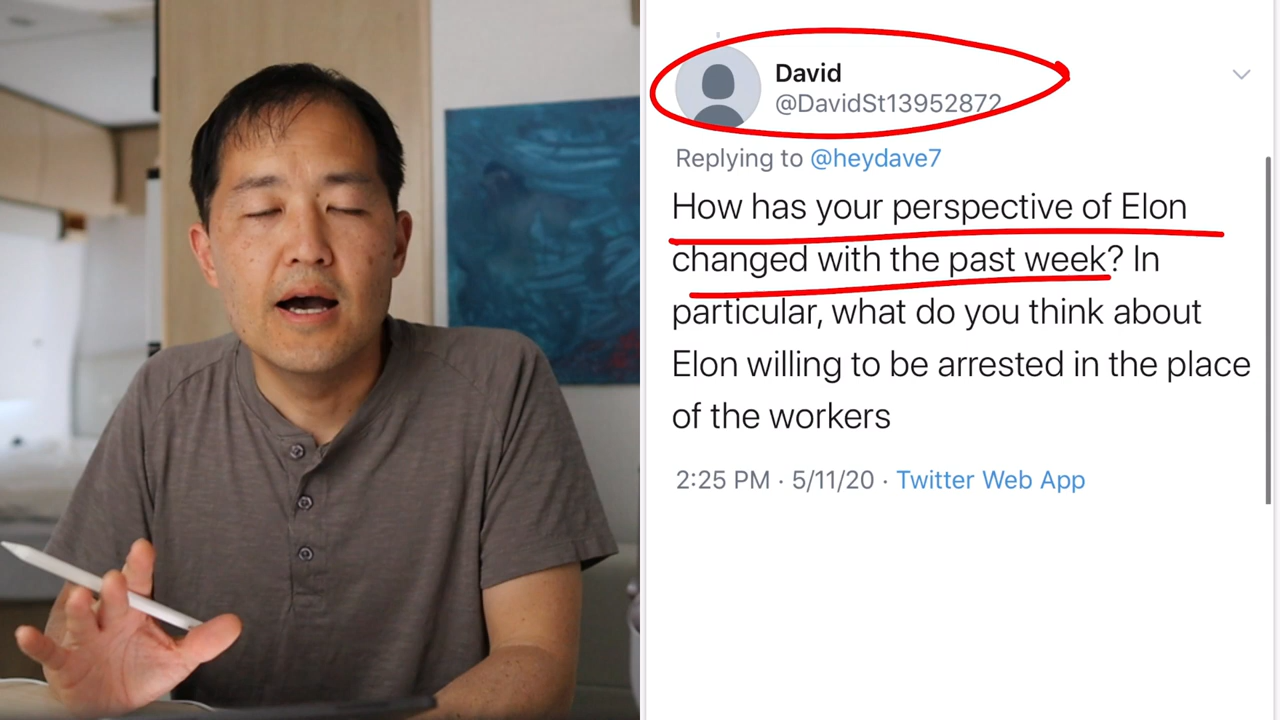 David
@DavidSt13952872
Replying to @heydave7
How has your perspective of Elon
changed with the past week? In
particular, what do you think about
Elon willing to be arrested in the place
of the workers
2:25 PM · 5/11/20 · Twitter Web App